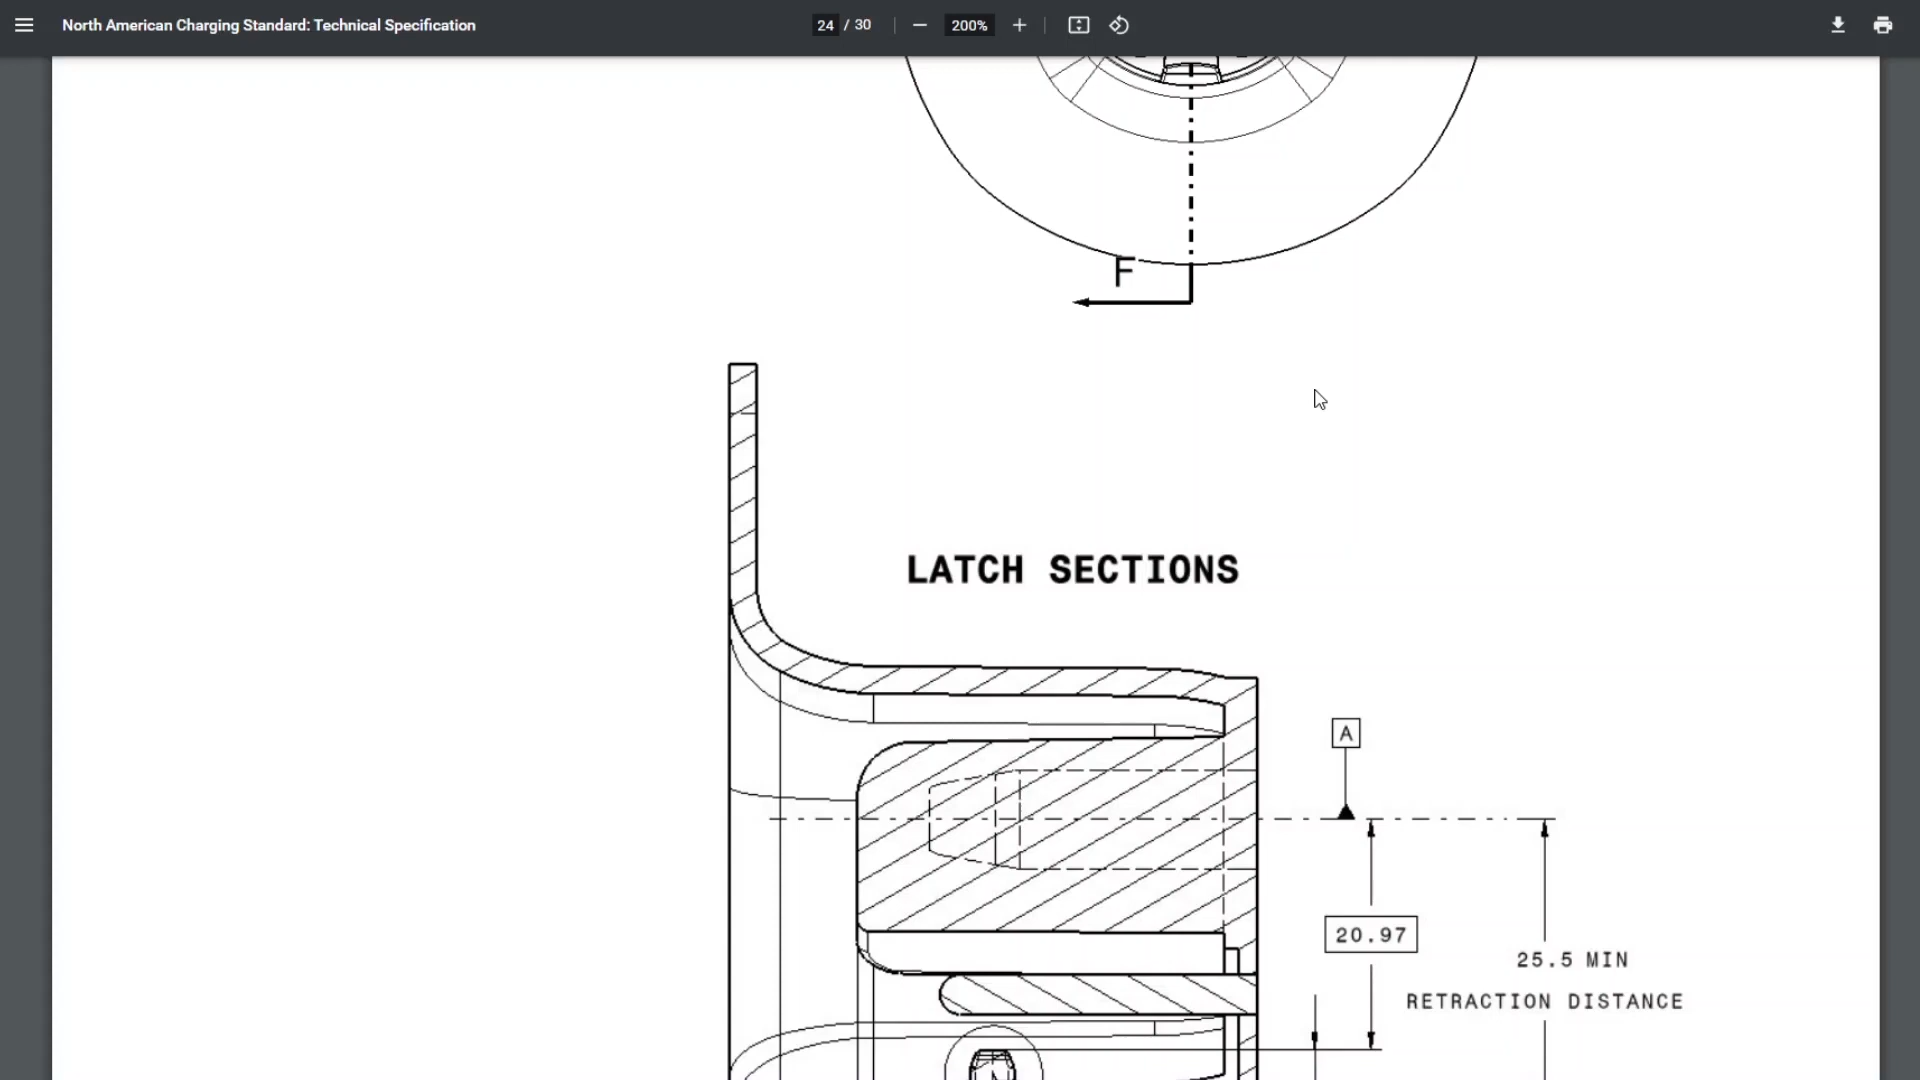 North American Charging Standard: Technical Specification
24 / 30
200%
F
LATCH SECTIONS
A
20.97
25.5 MIN
RETRACTION DISTANCE